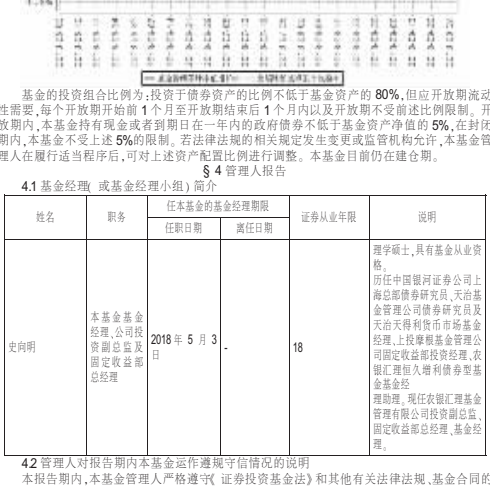 基金的投资组合比例为:投资于债券资产的比例不低于基金资产的 80%,但应开放期流动
性需要,每个开放期开始前 1 个月至开放期结束后 1 个月内以及开放期不受前述比例限制。开
放期内,本基金持有现金或者到期日在一年内的政府债券不低于基金资产净值的 5%,在封闭
期内,本基金不受上述 5%的限制。若法律法规的相关规定发生变更或监管机构允许,本基金管
理人在履行适当程序后,可对上述资产配置比例进行调整。本基金目前仍在建仓期。
§ 4 管理人报告
4.1 基金经理( 或基金经理小组) 简介
姓名
职务
任本基金的基金经理期限
任职日期
离任日期
证券从业年限
说明
史向明
本基金基金
经理、公司投
资副总监及
固定收益部
总经理
2018 年 5 月 3
日
-
18
理学硕士,具有基金从业资
格。
历任中国银河证券公司上
海总部债券研究员、天治基
金管理公司债券研究员及
天治天得利货币市场基金
经理、上投摩根基金管理公
司固定收益部投资经理、农
银汇理恒久增利债券型基
金基金经
理助理。现任农银汇理基金
管理有限公司投资副总监、
固定收益部总经理、基金经
理。
4.2 管理人对报告期内本基金运作遵规守信情况的说明
本报告期内,本基金管理人严格遵守《 证券投资基金法》和其他有关法律法规、基金合同的